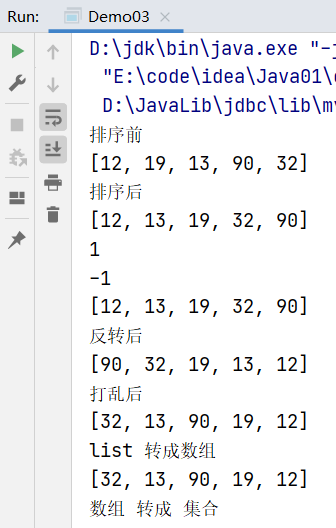 Run: Demo03 ×
D:\jdk\bin\java.exe "-j
"E:\code\idea\Java01\
D:\JavaLib\jdbc\lib\my
排序前
[12, 19, 13, 90, 32]
排序后
[12, 13, 19, 32, 90]
1
-1
[12, 13, 19, 32, 90]
反转后
[90, 32, 19, 13, 12]
打乱后
[32, 13, 90, 19, 12]
list 转成数组
[32, 13, 90, 19, 12]
数组 转成 集合